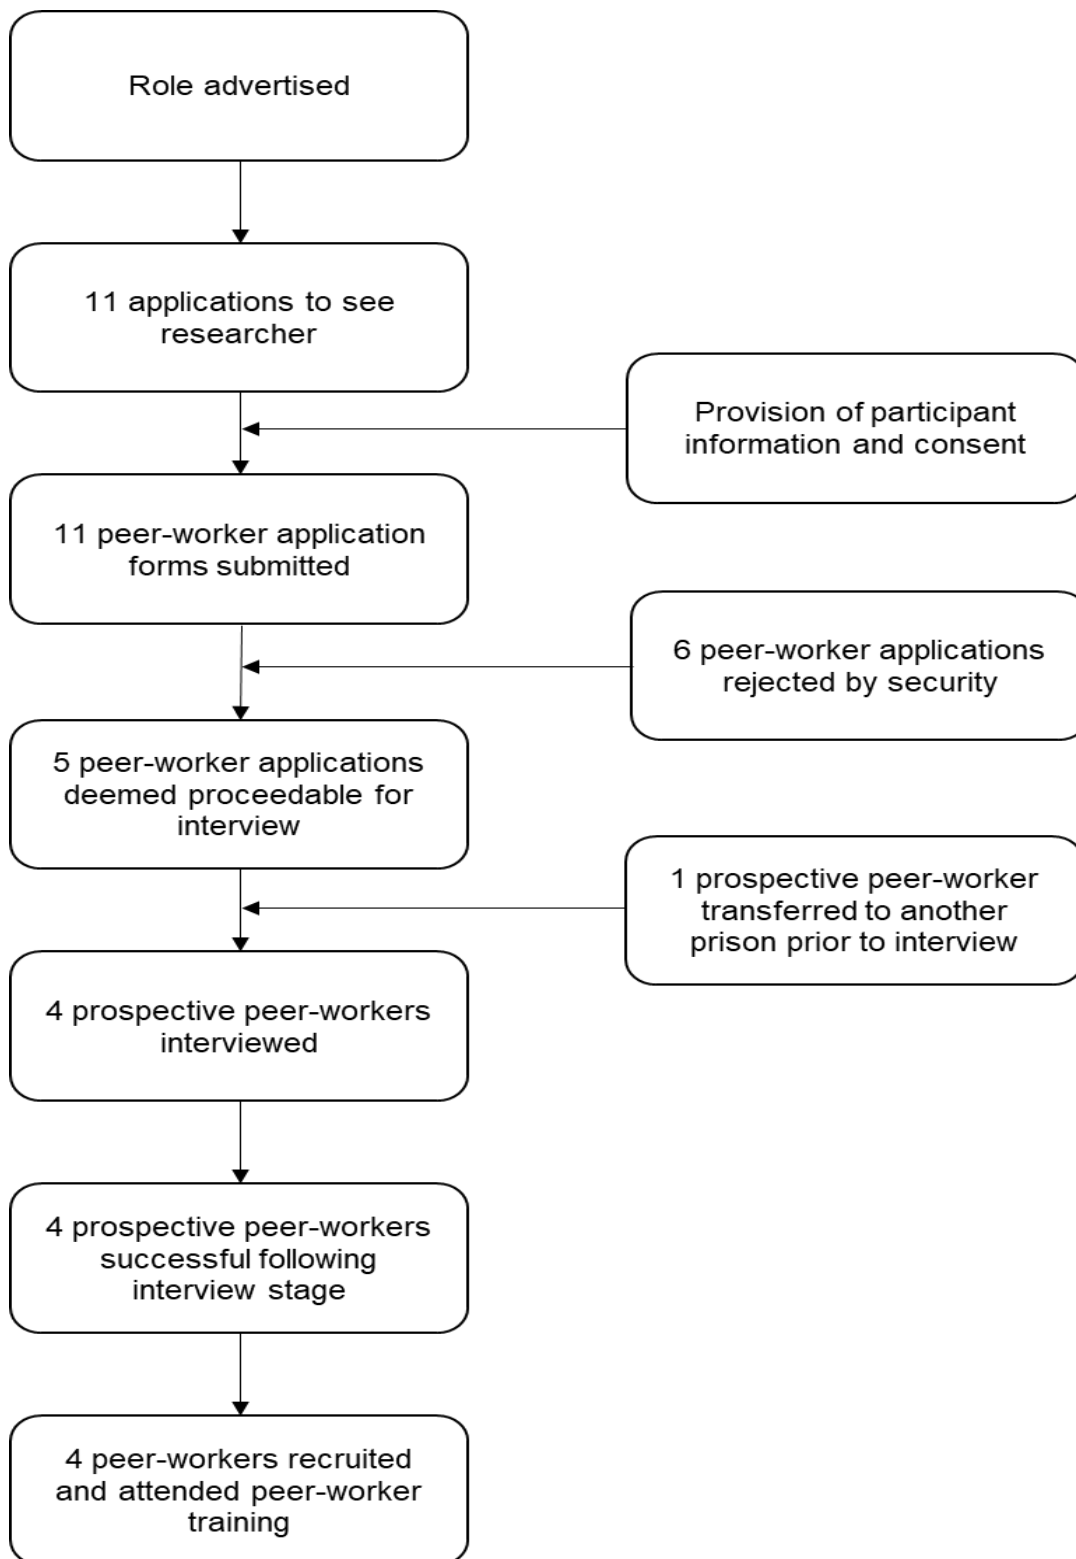 Role advertised
11 applications to see
researcher
Provision of participant
information and consent
11 peer-worker application
forms submitted
6 peer-worker applications
rejected by security
5 peer-worker applications
deemed proceedable for
interview
1 prospective peer-worker
transferred to another
prison prior to interview
4 prospective peer-workers
interviewed
4 prospective peer-workers
successful following
interview stage
4 peer-workers recruited
and attended peer-worker
training